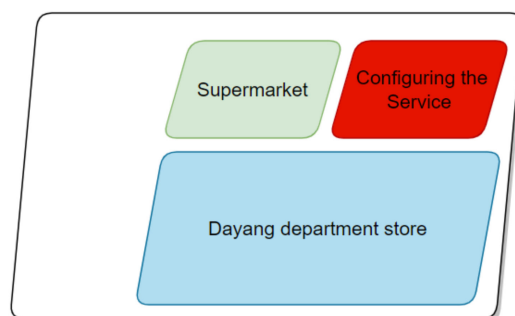 Supermarket
Configuring the
Service
Dayang department store